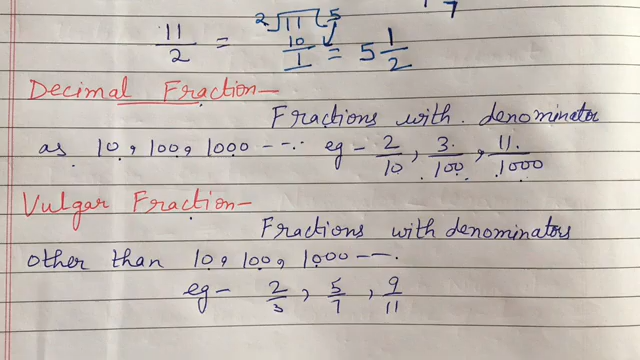 7
11/2 = 2√11 5
10
1 = 5 1/2
Decimal Fraction-
Fractions with denominator
as 10, 100, 1000 ---- eg - 2/10, 3/100, 11/1000
Vulgar Fraction-
Fractions with denominators
other than 10, 100, 1000 ---.
eg - 2/3, 5/7, 9/11